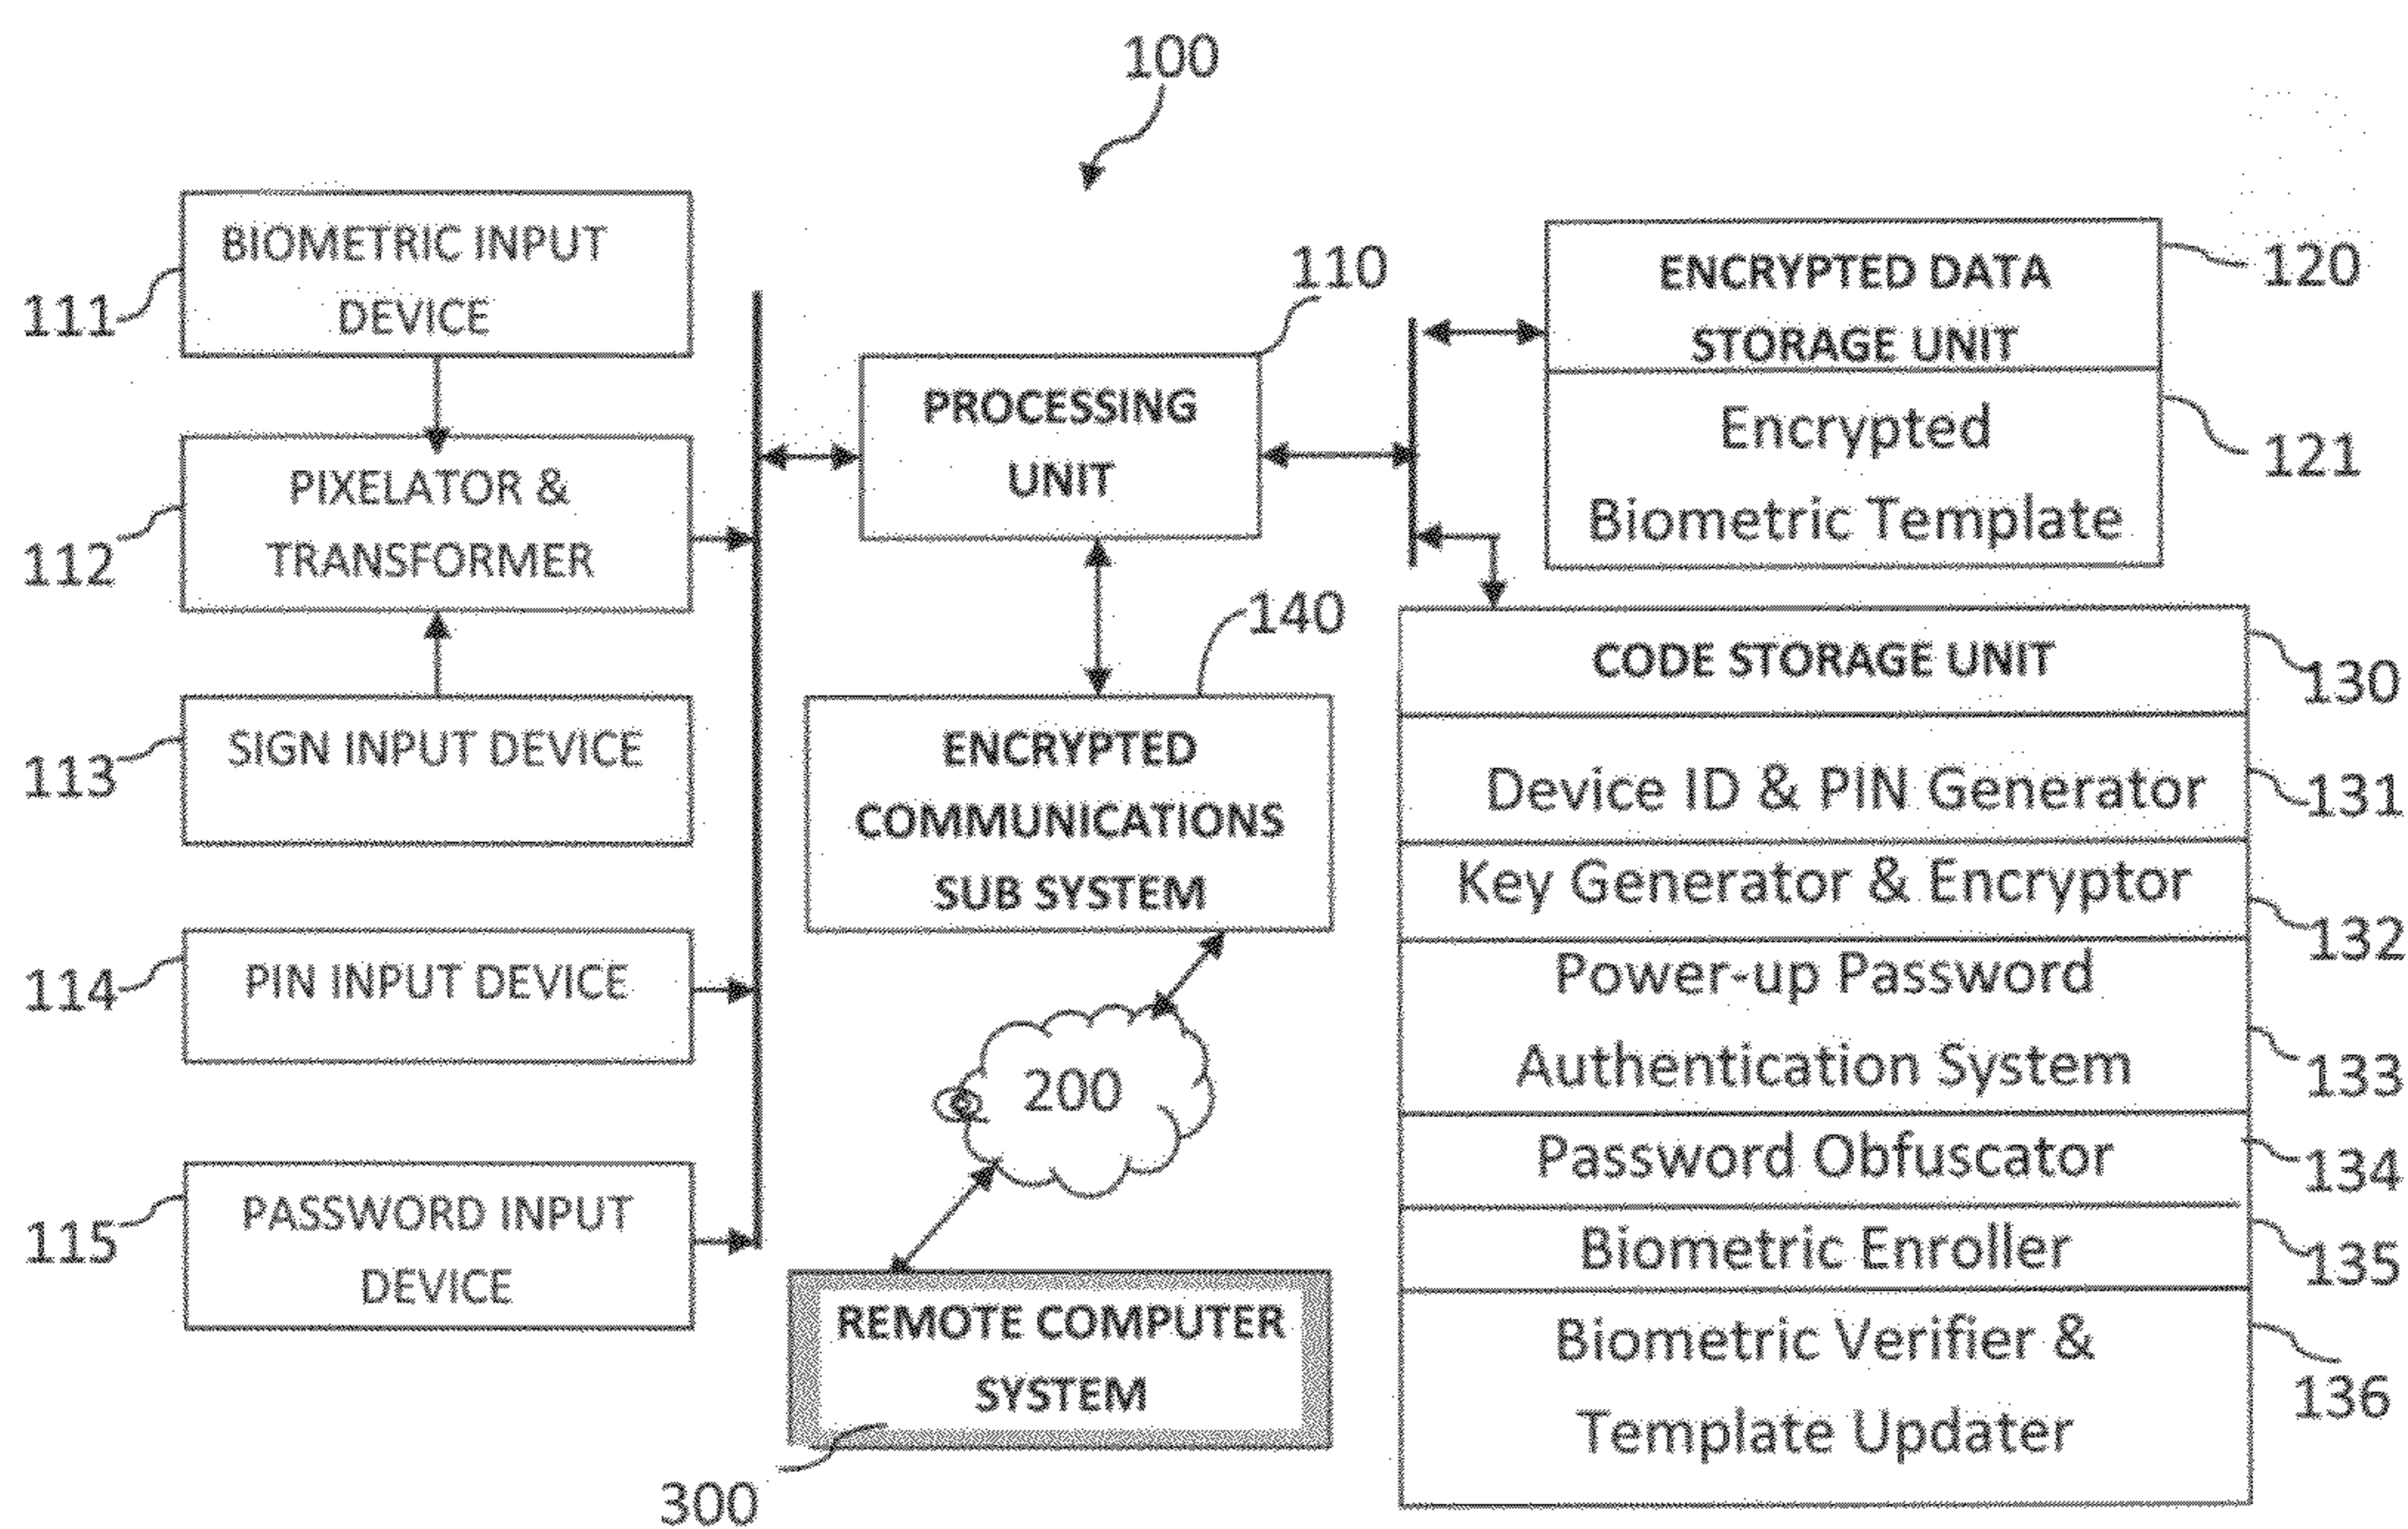 100
BIOMETRIC INPUT
DEVICE
111
PIXELATOR &
TRANSFORMER
112
SIGN INPUT DEVICE
113
PIN INPUT DEVICE
114
PASSWORD INPUT
DEVICE
115
110
PROCESSING
UNIT
140
ENCRYPTED
COMMUNICATIONS
SUB SYSTEM
200
REMOTE COMPUTER
SYSTEM
300
ENCRYPTED DATA
STORAGE UNIT
120
Encrypted
Biometric Template
121
CODE STORAGE UNIT
130
Device ID & PIN Generator
131
Key Generator & Encryptor
132
Power-up Password
Authentication System
133
Password Obfuscator
134
Biometric Enroller
135
Biometric Verifier &
Template Updater
136